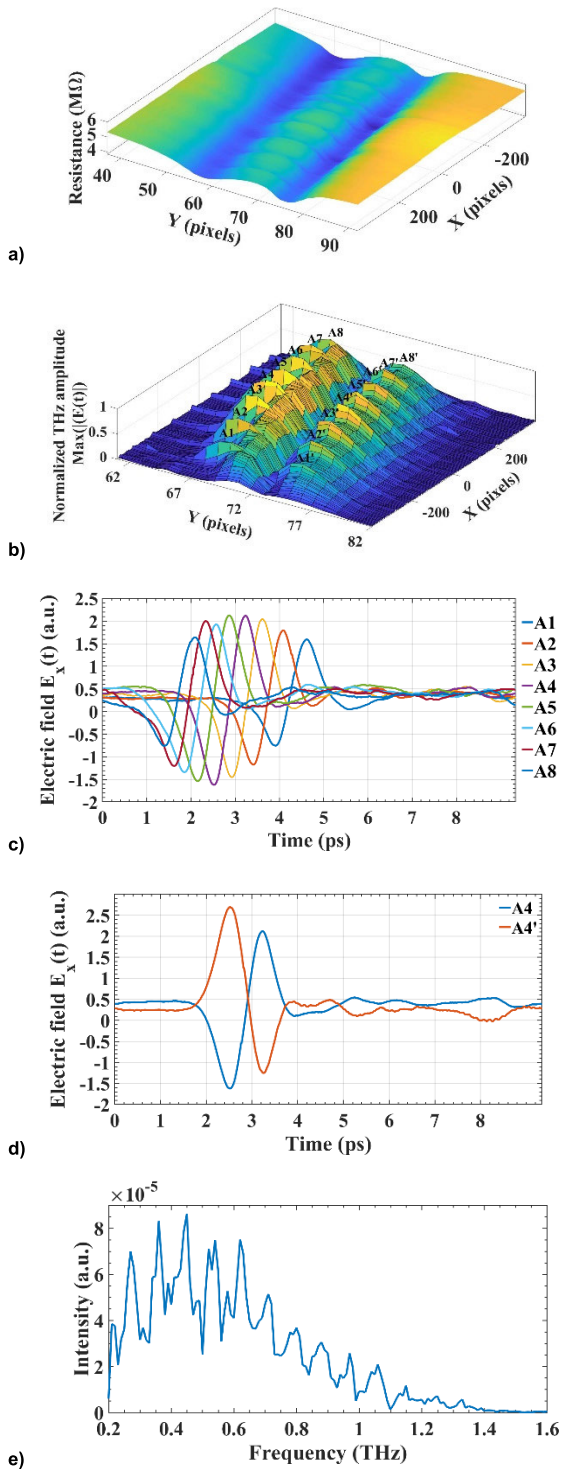 6
5
4
Resistance (MΩ)
40
50
60
70
80
90
Y (pixels)
-200
0
200
X (pixels)
a)
1
0.5
0
Normalized THz amplitude
Max(|(E(t)|)
A1
A2
A3'
A4
A5
A6
A7
A8
A1'
A2'
A3'
A4'
A5'
A6'
A7'
A8'
62
67
72
77
82
Y (pixels)
-200
0
200
X (pixels)
b)
2.5
2
1.5
1
0.5
0
-0.5
-1
-1.5
-2
Electric field E_x(t) (a.u.)
0 1 2 3 4 5 6 7 8
Time (ps)
A1
A2
A3
A4
A5
A6
A7
A8
c)
2.5
2
1.5
1
0.5
0
-0.5
-1
-1.5
-2
Electric field E_x(t) (a.u.)
0 1 2 3 4 5 6 7 8
Time (ps)
A4
A4'
d)
×10⁻⁵
8
6
4
2
0
Intensity (a.u.)
0.2 0.4 0.6 0.8 1 1.2 1.4 1.6
Frequency (THz)
e)